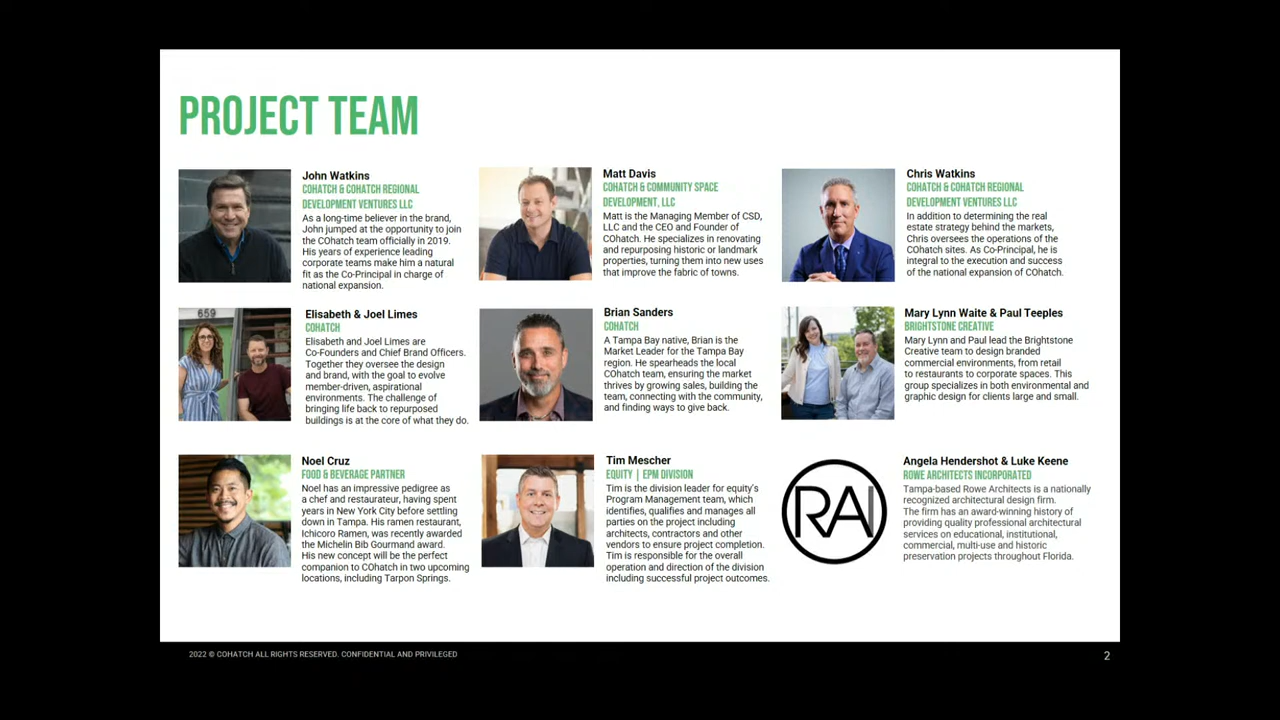 PROJECT TEAM
John Watkins
COHATCH & COHATCH REGIONAL
DEVELOPMENT VENTURES LLC
As a long-time believer in the brand,
John jumped at the opportunity to join
the COhatch team officially in 2019.
His years of experience leading
corporate teams make him a natural
fit as the Co-Principal in charge of
national expansion.
Matt Davis
COHATCH & COMMUNITY SPACE
DEVELOPMENT, LLC
Matt is the Managing Member of CSD,
LLC and the CEO and Founder of
COhatch. He specializes in renovating
and repurposing historic or landmark
properties, turning them into new uses
that improve the fabric of towns.
Chris Watkins
COHATCH & COHATCH REGIONAL
DEVELOPMENT VENTURES LLC
In addition to determining the real
estate strategy behind the markets,
Chris oversees the operations of the
COhatch sites. As Co-Principal, he is
integral to the execution and success
of the national expansion of COhatch.
659
Elisabeth & Joel Limes
COHATCH
Elisabeth and Joel Limes are
Co-Founders and Chief Brand Officers.
Together they oversee the design
and brand, with the goal to evolve
member-driven, aspirational
environments. The challenge of
bringing life back to repurposed
buildings is at the core of what they do.
Brian Sanders
COHATCH
A Tampa Bay native, Brian is the
Market Leader for the Tampa Bay
region. He spearheads the local
COhatch team, ensuring the market
thrives by growing sales, building the
team, connecting with the community,
and finding ways to give back.
Mary Lynn Waite & Paul Teeples
BRIGHTSTONE CREATIVE
Mary Lynn and Paul lead the Brightstone
Creative team to design branded
commercial environments, from retail
to restaurants to corporate spaces. This
group specializes in both environmental and
graphic design for clients large and small.
Noel Cruz
FOOD & BEVERAGE PARTNER
Noel has an impressive pedigree as
a chef and restaurateur, having spent
years in New York City before settling
down in Tampa. His ramen restaurant,
Ichicoro Ramen, was recently awarded
the Michelin Bib Gourmand award.
His new concept will be the perfect
companion to COhatch in two upcoming
locations, including Tarpon Springs.
Tim Mescher
EQUITY | EPM DIVISION
Tim is the division leader for equity's
Program Management team, which
identifies, qualifies and manages all
parties on the project including
architects, contractors and other
vendors to ensure project completion.
Tim is responsible for the overall
operation and direction of the division
including successful project outcomes.
RAI
Angela Hendershot & Luke Keene
ROWE ARCHITECTS INCORPORATED
Tampa-based Rowe Architects is a nationally
recognized architectural design firm.
The firm has an award-winning history of
providing quality professional architectural
services on educational, institutional,
commercial, multi-use and historic
preservation projects throughout Florida.
2022 © COHATCH ALL RIGHTS RESERVED. CONFIDENTIAL AND PRIVILEGED
2